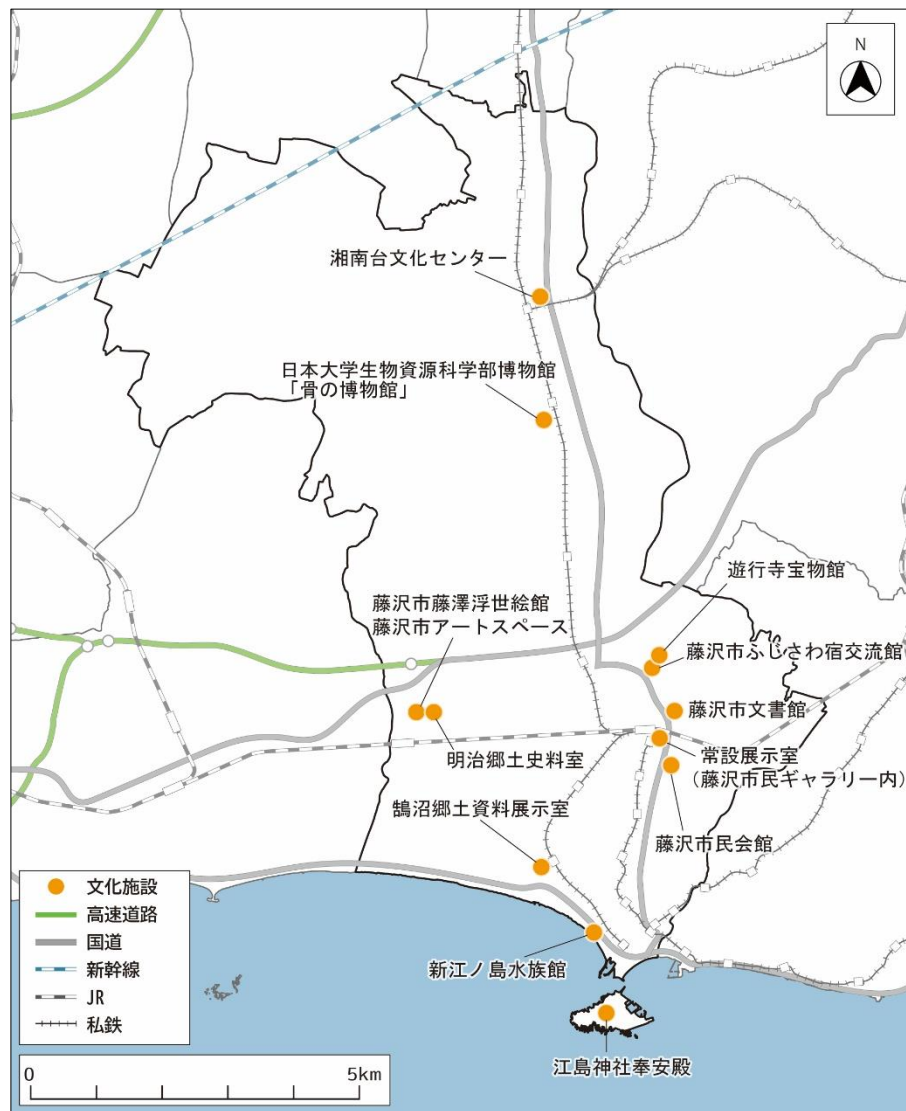 N
湘南台文化センター
日本大学生物資源科学部博物館
「骨の博物館」
遊行寺宝物館
藤沢市藤澤浮世絵館
藤沢市アートスペース
藤沢市ふじさわ宿交流館
藤沢市文書館
明治郷土史料室
常設展示室
（藤沢市民ギャラリー内）
鵠沼郷土資料展示室
藤沢市民会館
新江ノ島水族館
江島神社奉安殿
文化施設
高速道路
国道
新幹線
JR
私鉄
0 5km